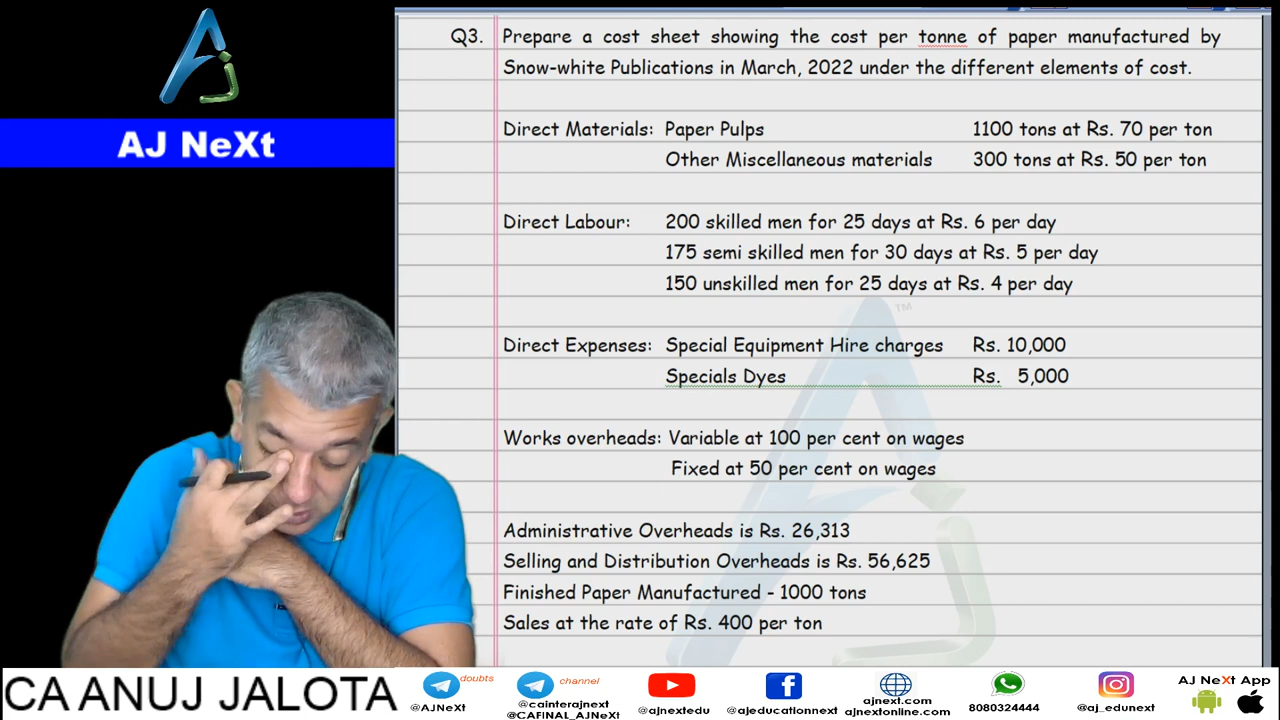 Aj
AJ NeXt
Q3. Prepare a cost sheet showing the cost per tonne of paper manufactured by
Snow-white Publications in March, 2022 under the different elements of cost.
Direct Materials: Paper Pulps 1100 tons at Rs. 70 per ton
Other Miscellaneous materials 300 tons at Rs. 50 per ton
Direct Labour: 200 skilled men for 25 days at Rs. 6 per day
175 semi skilled men for 30 days at Rs. 5 per day
150 unskilled men for 25 days at Rs. 4 per day
TM
Direct Expenses: Special Equipment Hire charges Rs. 10,000
Specials Dyes Rs. 5,000
Works overheads: Variable at 100 per cent on wages
Fixed at 50 per cent on wages
Administrative Overheads is Rs. 26,313
Selling and Distribution Overheads is Rs. 56,625
Finished Paper Manufactured - 1000 tons
Sales at the rate of Rs. 400 per ton
CA ANUJ JALOTA
doubts
@AJNeXt
channel
@cainterajnext
@CAFINAL_AJNeXt
@ajnextedu
@ajeducationnext
ajnext.com
ajnextonline.com
8080324444
@aj_edunext
AJ NeXt App